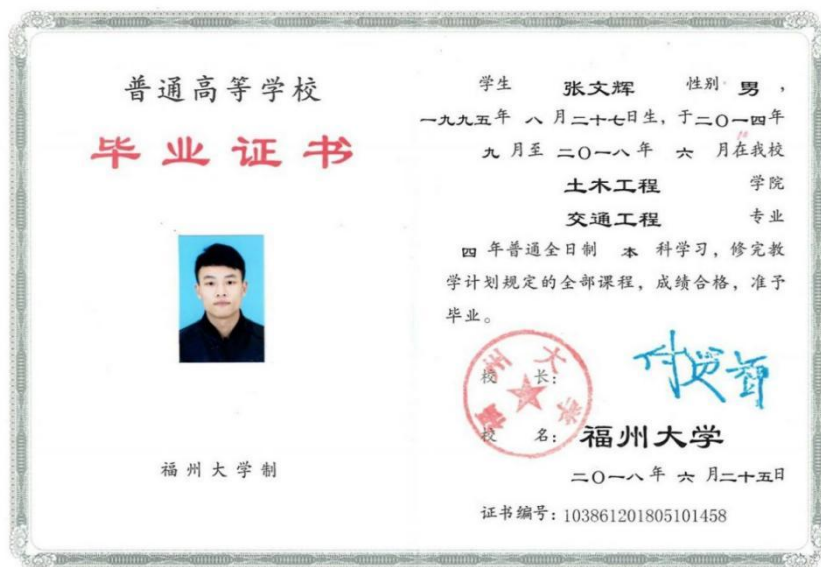 普通高等学校
毕业证书
福州大学制
学生 张文辉 性别 男，
一九九五年 八月二十七日生，于二〇一四年
九 月至 二〇一八年 六 月在我校
土木工程 学院
交通工程 专业
四 年普通全日制 本 科学习，修完教
学计划规定的全部课程，成绩合格，准予
毕业。
校 长：
福州大学
校 名： 福州大学
二〇一八年 六 月二十五日
证书编号：103861201805101458